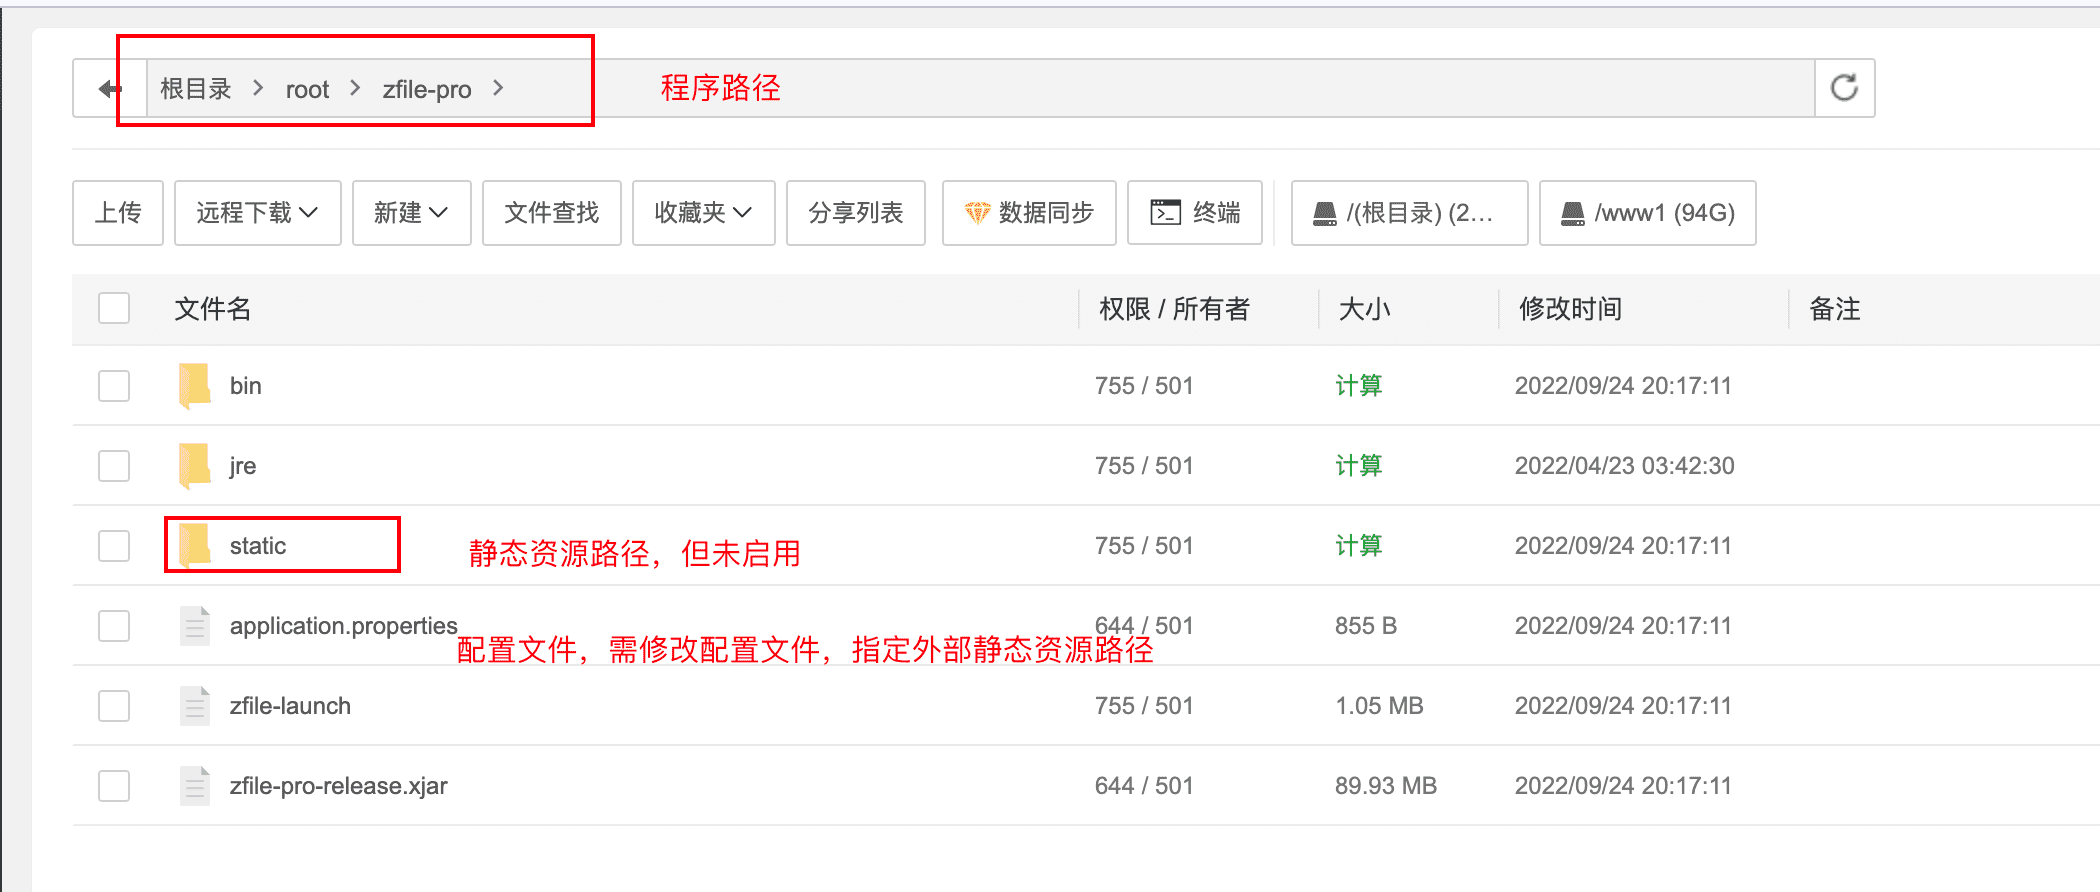 根目录 > root > zfile-pro > 程序路径
上传 远程下载 新建 文件查找 收藏夹 分享列表 数据同步 终端 /(根目录) (2... /www1 (94G)
文件名 权限 / 所有者 大小 修改时间 备注
bin 755 / 501 计算 2022/09/24 20:17:11
jre 755 / 501 计算 2022/04/23 03:42:30
static 静态资源路径，但未启用 755 / 501 计算 2022/09/24 20:17:11
application.properties 644 / 501 855 B 2022/09/24 20:17:11
配置文件，需修改配置文件，指定外部静态资源路径
zfile-launch 755 / 501 1.05 MB 2022/09/24 20:17:11
zfile-pro-release.xjar 644 / 501 89.93 MB 2022/09/24 20:17:11